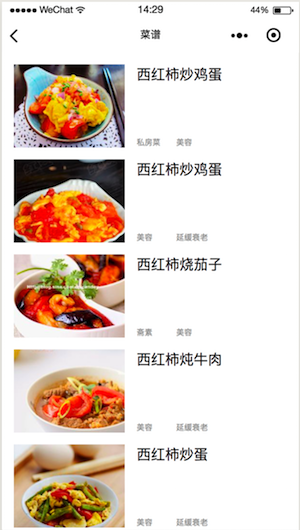 WeChat 14:29 44%
菜谱
西红柿炒鸡蛋
私房菜 美容
西红柿炒鸡蛋
美容 延缓衰老
西红柿烧茄子
斋素 美容
西红柿炖牛肉
美容 延缓衰老
西红柿炒蛋
美容 延缓衰老